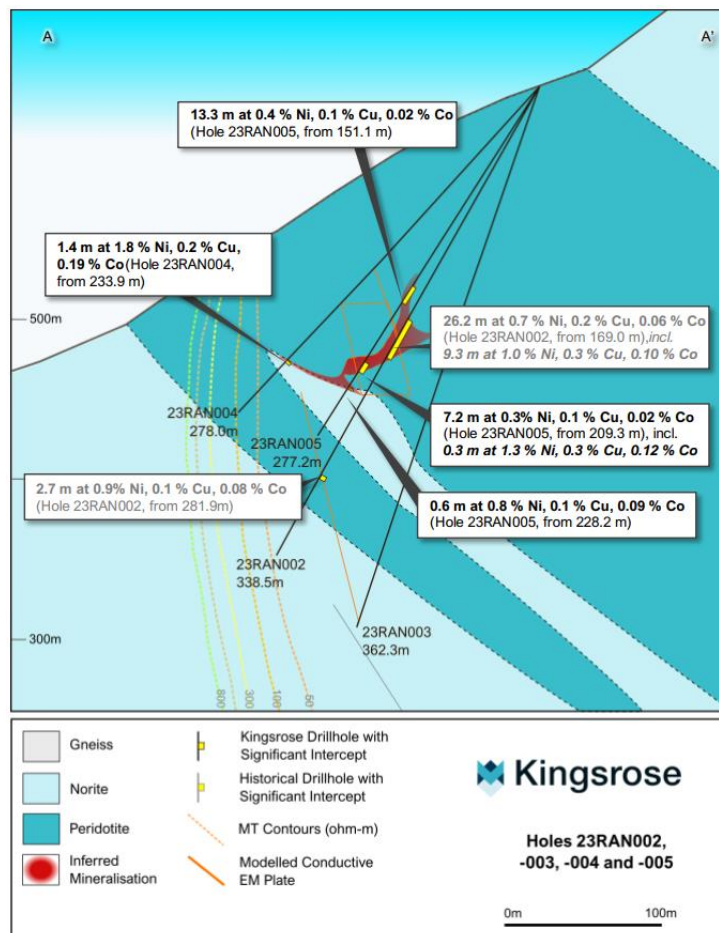 A
A'
13.3 m at 0.4 % Ni, 0.1 % Cu, 0.02 % Co
(Hole 23RAN005, from 151.1 m)
1.4 m at 1.8 % Ni, 0.2 % Cu,
0.19 % Co (Hole 23RAN004,
from 233.9 m)
500m
26.2 m at 0.7 % Ni, 0.2 % Cu, 0.06 % Co
(Hole 23RAN002, from 169.0 m),incl.
9.3 m at 1.0 % Ni, 0.3 % Cu, 0.10 % Co
23RAN004
278.0m
7.2 m at 0.3% Ni, 0.1 % Cu, 0.02 % Co
(Hole 23RAN005, from 209.3 m), incl.
0.3 m at 1.3 % Ni, 0.3 % Cu, 0.12 % Co
23RAN005
277.2m
2.7 m at 0.9% Ni, 0.1 % Cu, 0.08 % Co
(Hole 23RAN002, from 281.9m)
0.6 m at 0.8 % Ni, 0.1 % Cu, 0.09 % Co
(Hole 23RAN005, from 228.2 m)
23RAN002
338.5m
23RAN003
362.3m
300m
800
300
100
50
Gneiss
Norite
Peridotite
Inferred
Mineralisation
Kingsrose Drillhole with
Significant Intercept
Historical Drillhole with
Significant Intercept
MT Contours (ohm-m)
Modelled Conductive
EM Plate
Kingsrose
Holes 23RAN002,
-003, -004 and -005
0m
100m